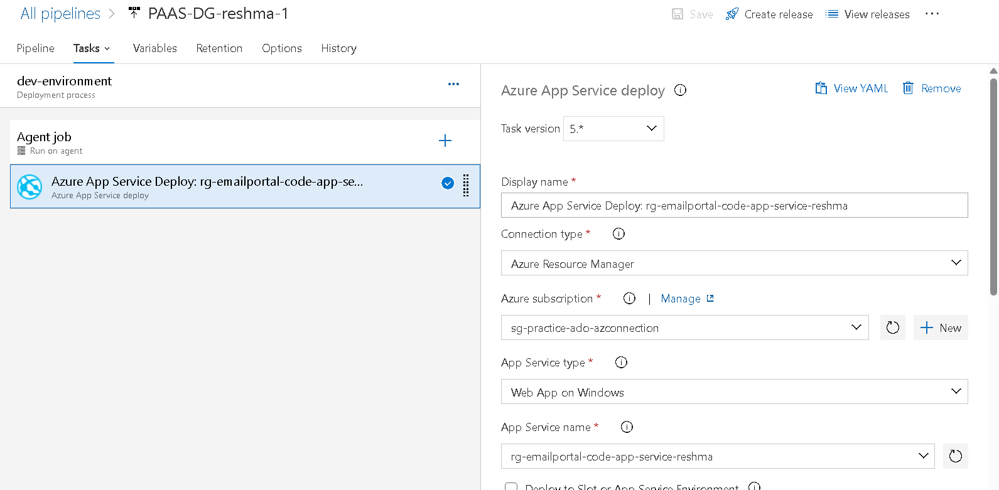 All pipelines > PAAS-DG-reshma-1
Save Create release View releases ...
Pipeline Tasks Variables Retention Options History
dev-environment
Deployment process
Agent job
Run on agent
Azure App Service Deploy: rg-emailportal-code-app-se...
Azure App Service deploy
Azure App Service deploy View YAML Remove
Task version 5.*
Display name *
Azure App Service Deploy: rg-emailportal-code-app-service-reshma
Connection type *
Azure Resource Manager
Azure subscription * | Manage
sg-practice-ado-azconnection
New
App Service type *
Web App on Windows
App Service name *
rg-emailportal-code-app-service-reshma
Deploy to Slot or App Service Environment